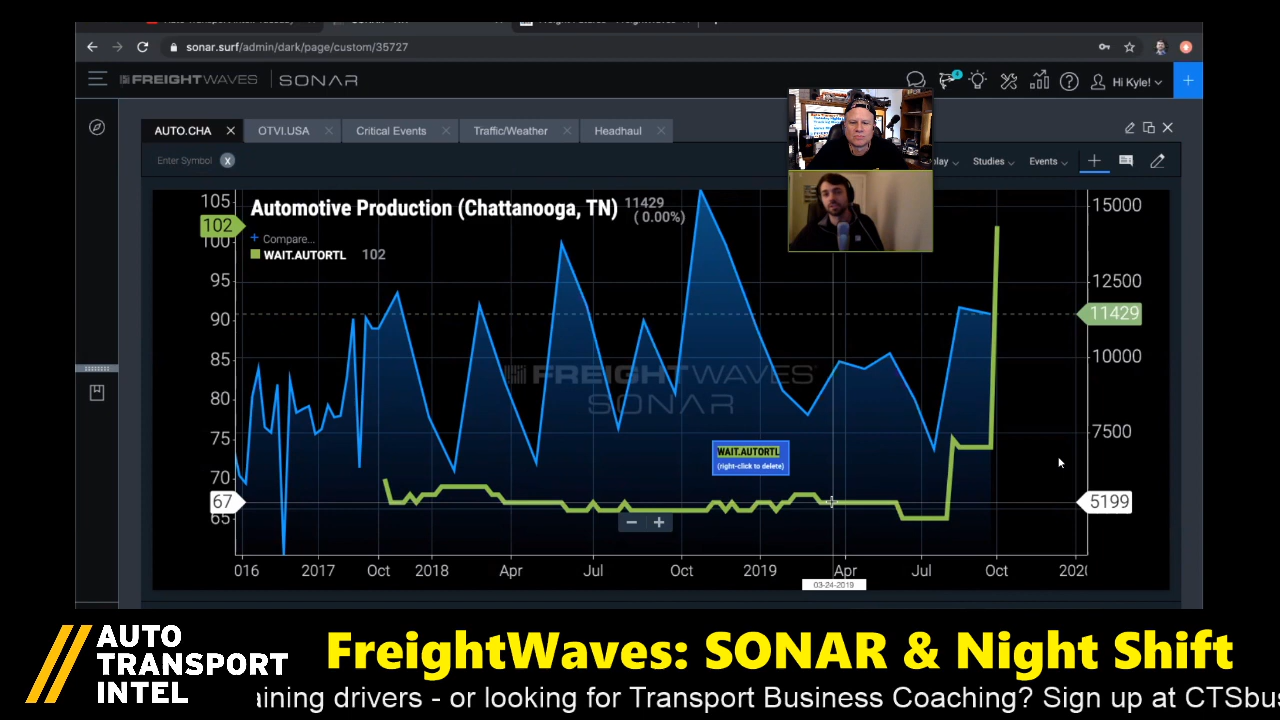 sonar.surf/admin/dark/page/custom/35727
FREIGHTWAVES SONAR
4
Hi Kyle!
AUTO.CHA
OTVI.USA
Critical Events
Traffic/Weather
Headhaul
Enter Symbol
X
Studies
Events
Automotive Production (Chattanooga, TN)
11429
(0.00%)
+ Compare...
WAIT.AUTORTL 102
105
102
100
95
90
85
80
75
70
67
65
15000
12500
11429
10000
7500
5199
FREIGHTWAVES
SONAR
WAIT.AUTORTL
(right-click to delete)
016
2017
Oct
2018
Apr
Jul
Oct
2019
Apr
Jul
Oct
03-24-2019
AUTO
TRANSPORT
INTEL
FreightWaves: SONAR & Night Shift
aining drivers - or looking for Transport Business Coaching? Sign up at CTSbus